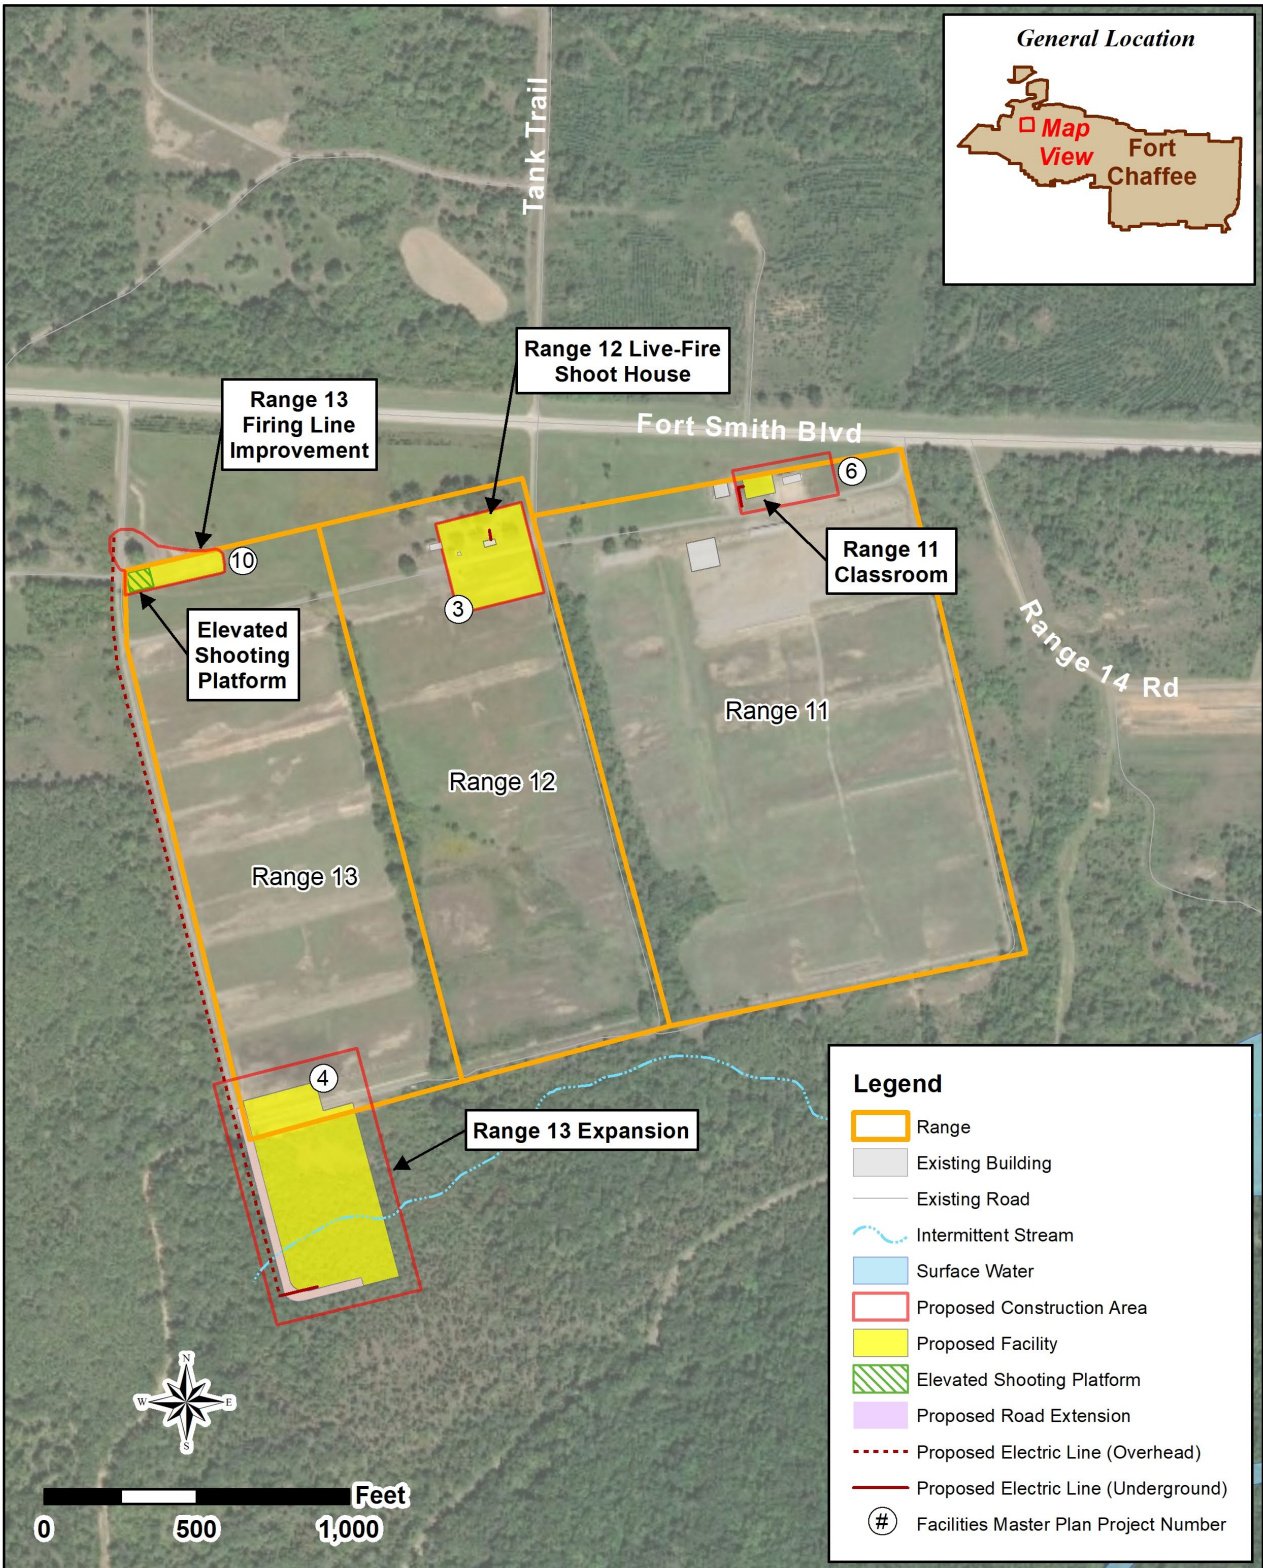 General Location
Map
View
Fort
Chaffee
Tank Trail
Range 12 Live-Fire
Shoot House
Range 13
Firing Line
Improvement
Fort Smith Blvd
6
Range 11
Classroom
10
3
Elevated
Shooting
Platform
Range 14 Rd
Range 11
Range 12
Range 13
4
Range 13 Expansion
Legend
Range
Existing Building
Existing Road
Intermittent Stream
Surface Water
Proposed Construction Area
Proposed Facility
Elevated Shooting Platform
Proposed Road Extension
Proposed Electric Line (Overhead)
Proposed Electric Line (Underground)
# Facilities Master Plan Project Number
N
W E
S
Feet
0 500 1,000